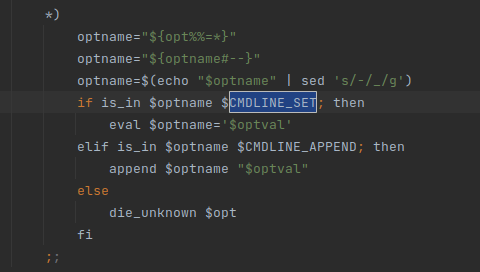 *)
optname="${opt%%=*}"
optname="${optname#--}"
optname=$(echo "$optname" | sed 's/-/_/g')
if is_in $optname $CMDLINE_SET; then
eval $optname='$optval'
elif is_in $optname $CMDLINE_APPEND; then
append $optname "$optval"
else
die_unknown $opt
fi
;;